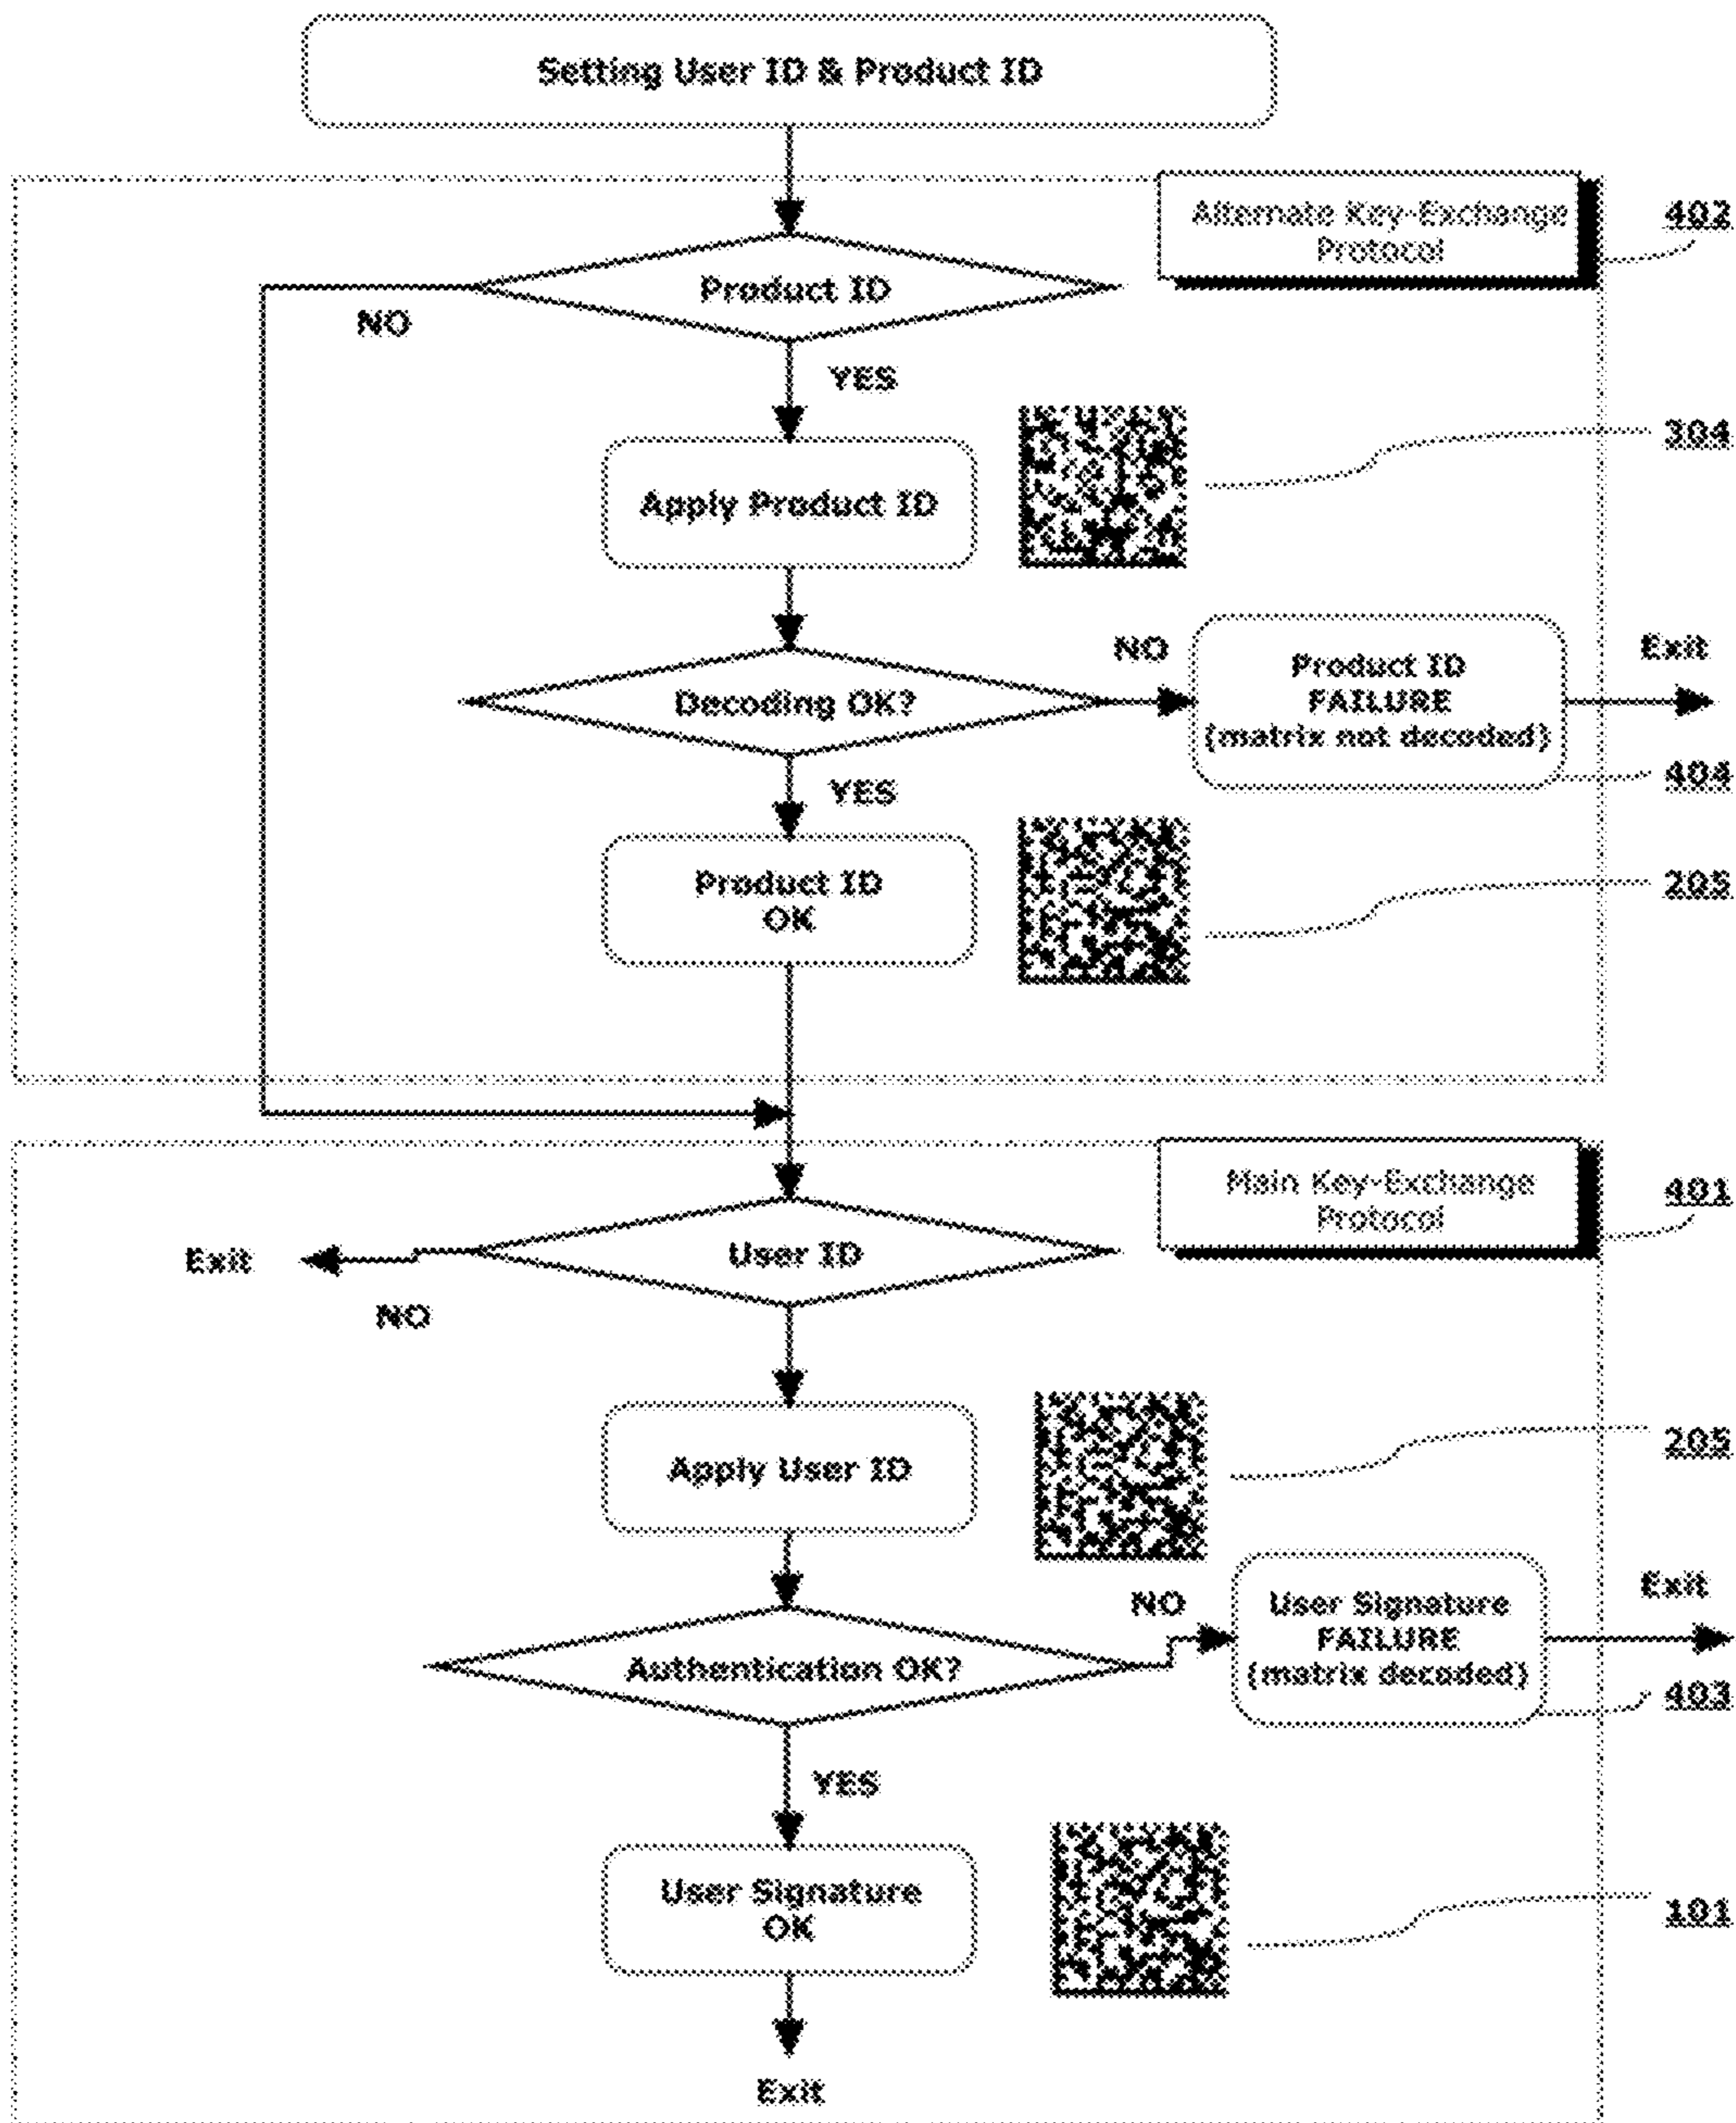 Setting User ID & Product ID
Alternate Key-Exchange
Protocol
402
Product ID
NO
YES
304
Apply Product ID
Decoding OK?
NO
Product ID
FAILURE
(matrix not decoded)
Exit
404
YES
Product ID
OK
205
Main Key-Exchange
Protocol
401
User ID
Exit
NO
205
Apply User ID
Authentication OK?
NO
User Signature
FAILURE
(matrix decoded)
Exit
403
YES
User Signature
OK
101
Exit